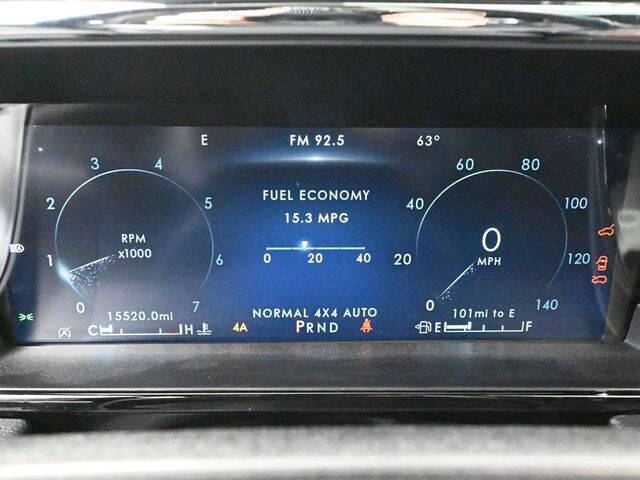 E FM 92.5 63°
3 4
2 5
1 6
0 7
RPM
x1000
15520.0 mi
C H
FUEL ECONOMY
15.3 MPG
0 20 40
NORMAL 4X4 AUTO
4A PRND
60 80
40 100
20 120
0 140
0
MPH
101mi to E
E F